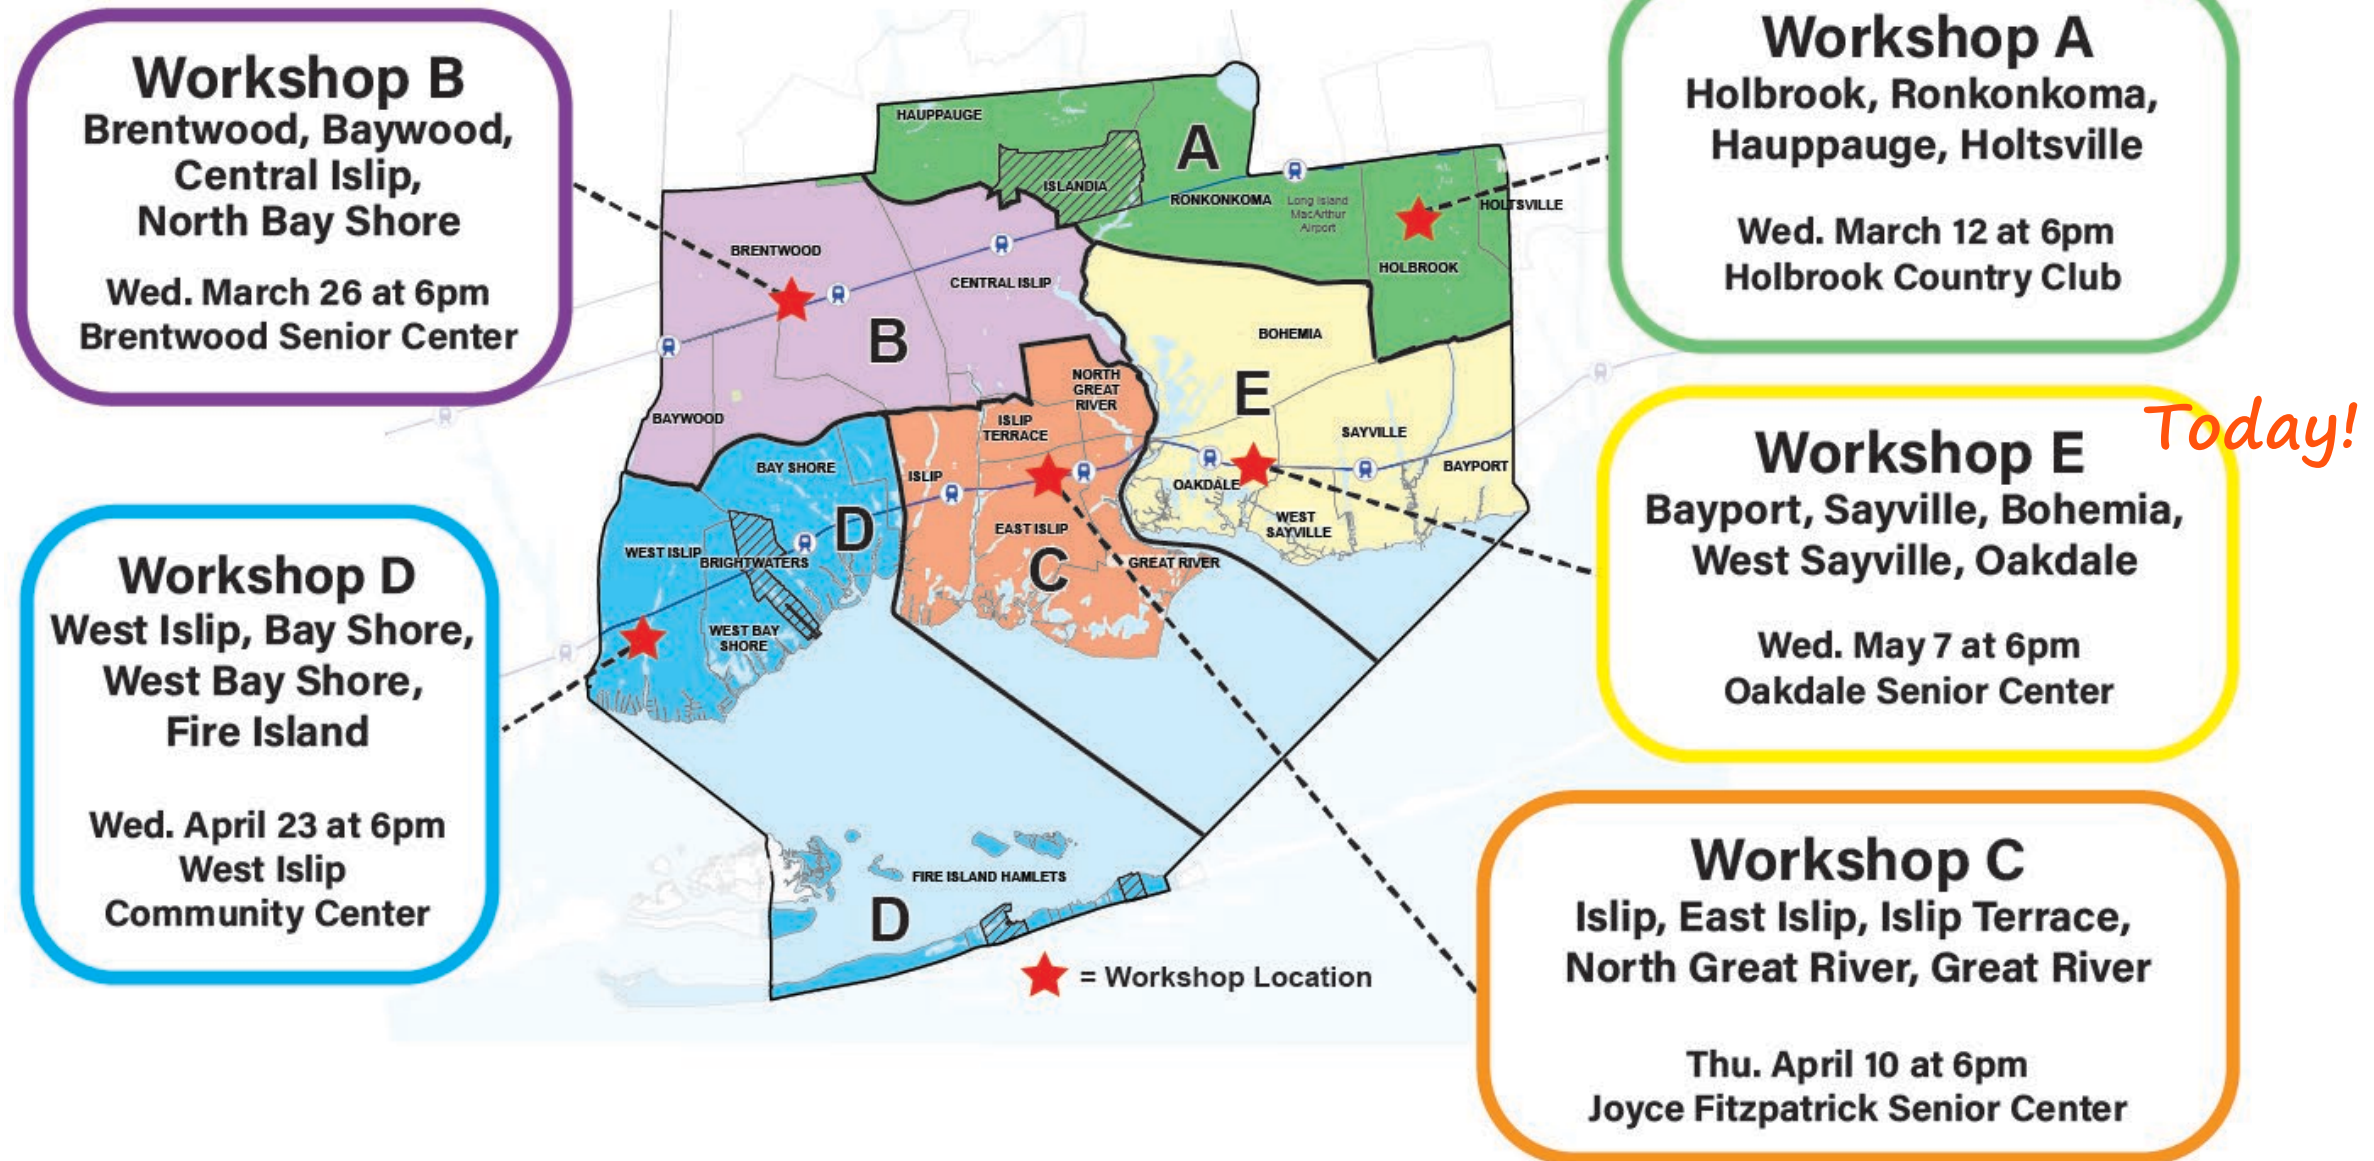 Workshop B
Brentwood, Baywood,
Central Islip,
North Bay Shore
Wed. March 26 at 6pm
Brentwood Senior Center
Workshop D
West Islip, Bay Shore,
West Bay Shore,
Fire Island
Wed. April 23 at 6pm
West Islip
Community Center
HAUPPAUGE
A
ISLANDIA
RONKONKOMA
Long Island
MacArthur
Airport
HOLTSVILLE
HOLBROOK
BRENTWOOD
CENTRAL ISLIP
B
BAYWOOD
BOHEMIA
E
NORTH
GREAT
RIVER
ISLIP
TERRACE
SAYVILLE
BAYPORT
BAY SHORE
ISLIP
OAKDALE
WEST
SAYVILLE
D
EAST ISLIP
WEST ISLIP
BRIGHTWATERS
C
GREAT RIVER
WEST BAY
SHORE
FIRE ISLAND HAMLETS
D
= Workshop Location
Workshop A
Holbrook, Ronkonkoma,
Hauppauge, Holtsville
Wed. March 12 at 6pm
Holbrook Country Club
Today!
Workshop E
Bayport, Sayville, Bohemia,
West Sayville, Oakdale
Wed. May 7 at 6pm
Oakdale Senior Center
Workshop C
Islip, East Islip, Islip Terrace,
North Great River, Great River
Thu. April 10 at 6pm
Joyce Fitzpatrick Senior Center